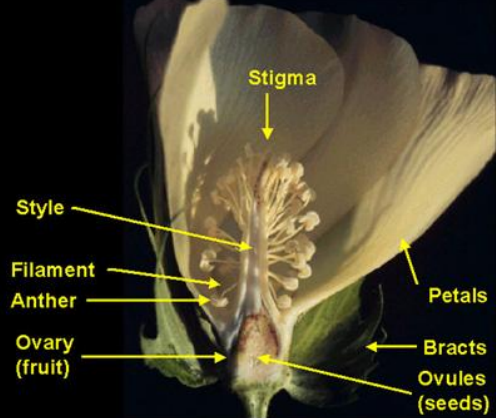 Stigma
Style
Filament
Anther
Ovary
(fruit)
Petals
Bracts
Ovules
(seeds)